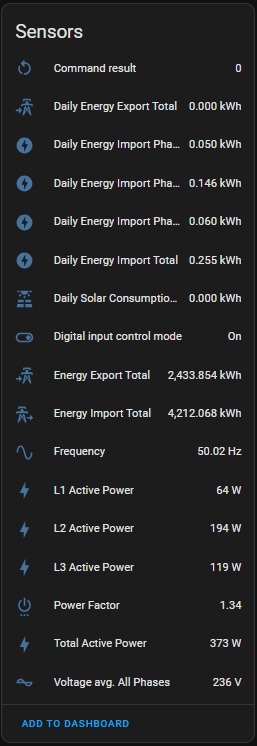 Sensors
Command result 0
Daily Energy Export Total 0.000 kWh
Daily Energy Import Pha... 0.050 kWh
Daily Energy Import Pha... 0.146 kWh
Daily Energy Import Pha... 0.060 kWh
Daily Energy Import Total 0.255 kWh
Daily Solar Consumptio... 0.000 kWh
Digital input control mode On
Energy Export Total 2,433.854 kWh
Energy Import Total 4,212.068 kWh
Frequency 50.02 Hz
L1 Active Power 64 W
L2 Active Power 194 W
L3 Active Power 119 W
Power Factor 1.34
Total Active Power 373 W
Voltage avg. All Phases 236 V
ADD TO DASHBOARD